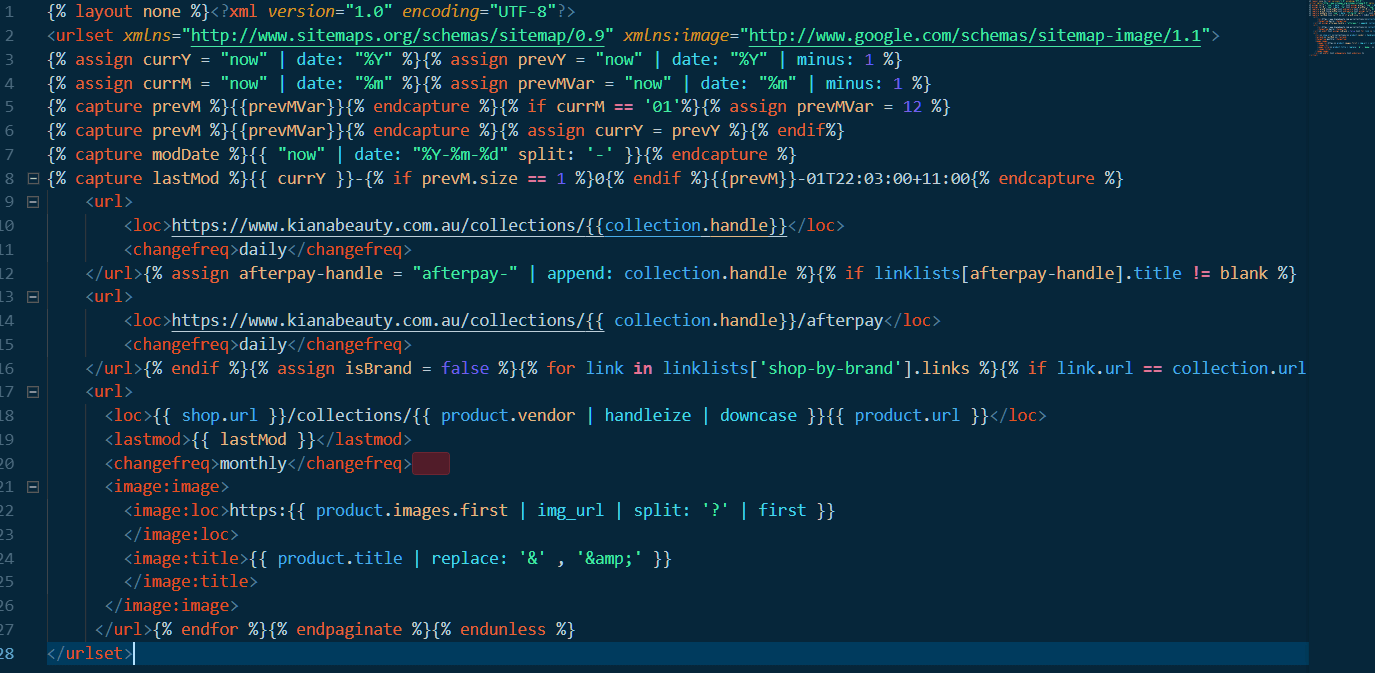 1 {% layout none %}<?xml version="1.0" encoding="UTF-8"?>
2 <urlset xmlns="http://www.sitemaps.org/schemas/sitemap/0.9" xmlns:image="http://www.google.com/schemas/sitemap-image/1.1">
3 {% assign currY = "now" | date: "%Y" %}{% assign prevY = "now" | date: "%Y" | minus: 1 %}
4 {% assign currM = "now" | date: "%m" %}{% assign prevMVar = "now" | date: "%m" | minus: 1 %}
5 {% capture prevM %}{{prevMVar}}{% endcapture %}{% if currM == '01'%}{% assign prevMVar = 12 %}
6 {% capture prevM %}{{prevMVar}}{% endcapture %}{% assign currY = prevY %}{% endif%}
7 {% capture modDate %}{{ "now" | date: "%Y-%m-%d" split: '-' }}{% endcapture %}
8 {% capture lastMod %}{{ currY }}-{% if prevM.size == 1 %}0{% endif %}{{prevM}}-01T22:03:00+11:00{% endcapture %}
9 <url>
10 <loc>https://www.kianabeauty.com.au/collections/{{collection.handle}}</loc>
11 <changefreq>daily</changefreq>
12 </url>{% assign afterpay-handle = "afterpay-" | append: collection.handle %}{% if linklists[afterpay-handle].title != blank %}
13 <url>
14 <loc>https://www.kianabeauty.com.au/collections/{{ collection.handle}}/afterpay</loc>
15 <changefreq>daily</changefreq>
16 </url>{% endif %}{% assign isBrand = false %}{% for link in linklists['shop-by-brand'].links %}{% if link.url == collection.url
17 <url>
18 <loc>{{ shop.url }}/collections/{{ product.vendor | handleize | downcase }}{{ product.url }}</loc>
19 <lastmod>{{ lastMod }}</lastmod>
20 <changefreq>monthly</changefreq>
21 <image:image>
22 <image:loc>https:{{ product.images.first | img_url | split: '?' | first }}
23 </image:loc>
24 <image:title>{{ product.title | replace: '&' , '&amp;' }}
25 </image:title>
26 </image:image>
27 </url>{% endfor %}{% endpaginate %}{% endunless %}
28 </urlset>